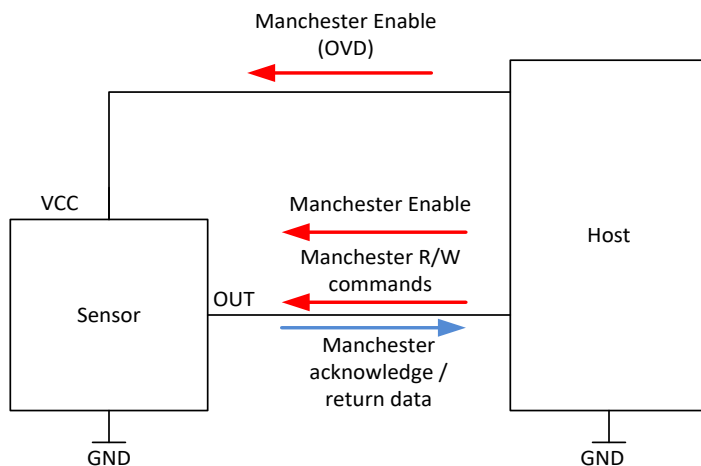 Manchester Enable
(OVD)
VCC
Manchester Enable
Host
Manchester R/W
commands
OUT
Sensor
Manchester
acknowledge /
return data
GND
GND